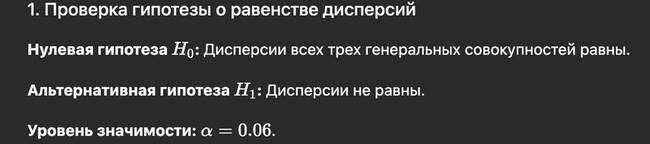 1. Проверка гипотезы о равенстве дисперсий
Нулевая гипотеза H₀: Дисперсии всех трех генеральных совокупностей равны.
Альтернативная гипотеза H₁: Дисперсии не равны.
Уровень значимости: α = 0.06.